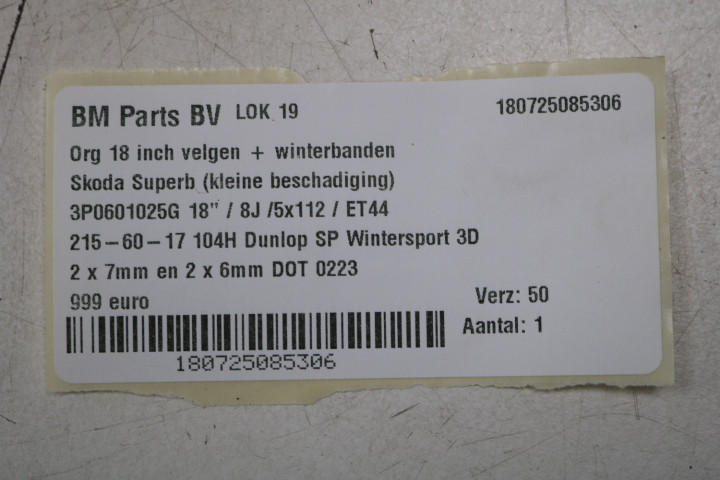 BM Parts BV LOK 19 180725085306
Org 18 inch velgen + winterbanden
Skoda Superb (kleine beschadiging)
3P0601025G 18" / 8J /5x112 / ET44
215-60-17 104H Dunlop SP Wintersport 3D
2 x 7mm en 2 x 6mm DOT 0223
999 euro Verz: 50
Aantal: 1
180725085306